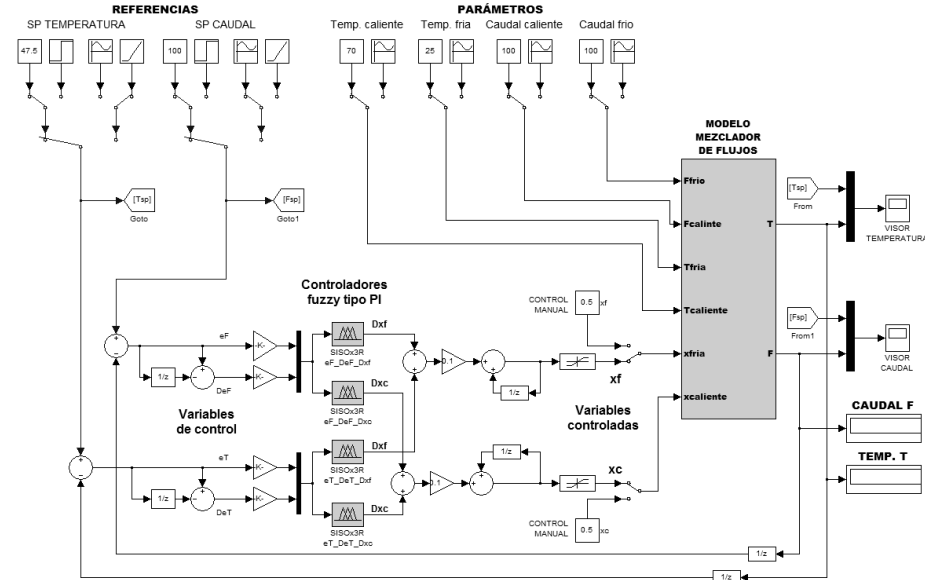 REFERENCIAS
PARÁMETROS
SP TEMPERATURA
SP CAUDAL
Temp. caliente
Temp. fria
Caudal caliente
Caudal frio
47.5
100
70
25
100
100
MODELO
MEZCLADOR
DE FLUJOS
Ffrio
Fcalinte
Tfria
Tcaliente
xfria
xcaliente
T
F
[Tsp]
Goto
[Fsp]
Goto1
[Tsp]
From
VISOR
TEMPERATURA
[Fsp]
From1
VISOR
CAUDAL
Controladores
fuzzy tipo PI
CONTROL
MANUAL
0.5
xf
eF
-K-
1/z
DeF
-K-
Dxf
SISOx3R
eF_DeF_Dxf
Dxc
SISOx3R
eF_DeF_Dxc
0.1
1/z
xf
Variables
de control
Variables
controladas
CAUDAL F
TEMP. T
eT
-K-
1/z
DeT
-K-
Dxf
SISOx3R
eT_DeT_Dxf
Dxc
SISOx3R
eT_DeT_Dxc
0.1
1/z
xc
CONTROL
MANUAL
0.5
xc
1/z
1/z